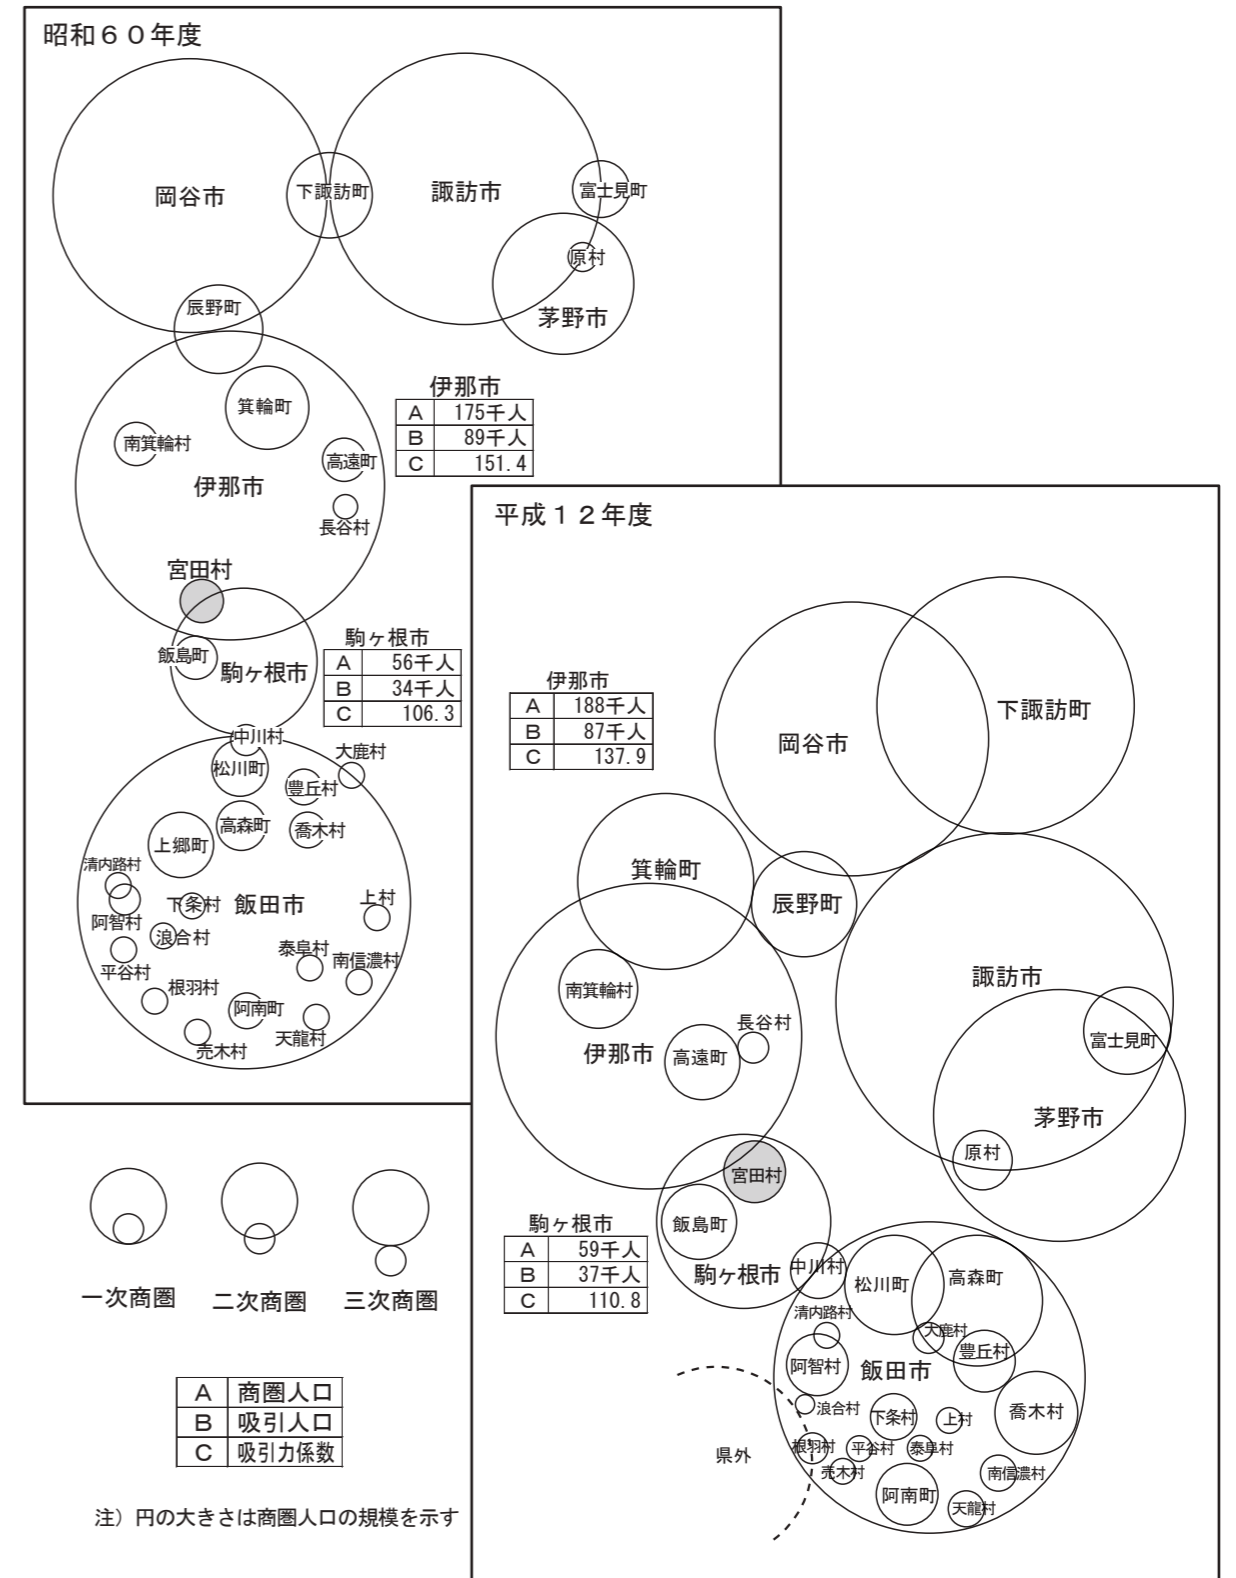 昭和６０年度
岡谷市
下諏訪町
諏訪市
富士見町
原村
茅野市
辰野町
箕輪町
南箕輪村
高遠町
伊那市
長谷村
宮田村
飯島町
駒ヶ根市
伊那市
A 175千人
B 89千人
C 151.4
駒ヶ根市
A 56千人
B 34千人
C 106.3
中川村
大鹿村
松川町
豊丘村
高森町
喬木村
上郷町
清内路村
阿智村
下条村
飯田市
上村
浪合村
平谷村
泰阜村
南信濃村
根羽村
阿南町
天龍村
売木村
平成１２年度
岡谷市
下諏訪町
伊那市
A 188千人
B 87千人
C 137.9
箕輪町
辰野町
諏訪市
富士見町
茅野市
原村
南箕輪村
長谷村
伊那市
高遠町
宮田村
飯島町
駒ヶ根市
駒ヶ根市
A 59千人
B 37千人
C 110.8
中川村
松川町
高森町
清内路村
大鹿村
豊丘村
阿智村
飯田市
浪合村
下条村
上村
喬木村
根羽村
平谷村
泰阜村
売木村
南信濃村
阿南町
天龍村
県外
一次商圏
二次商圏
三次商圏
A 商圏人口
B 吸引人口
C 吸引力係数
注）円の大きさは商圏人口の規模を示す